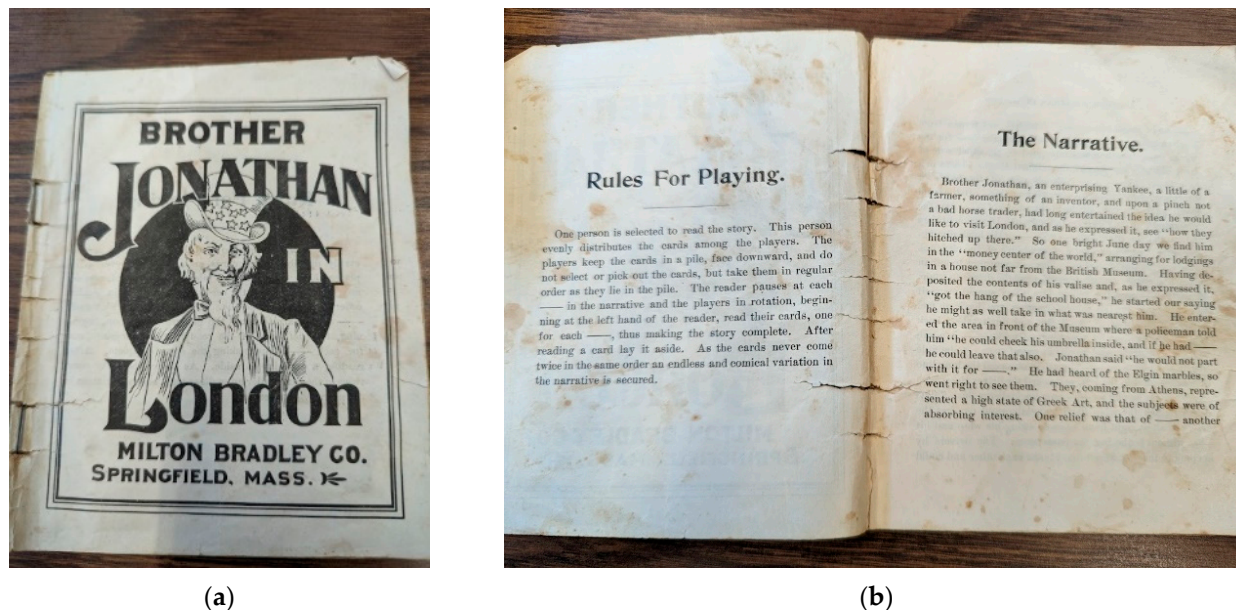 BROTHER
JONATHAN
IN
London
MILTON BRADLEY CO.
SPRINGFIELD, MASS.
(a)
Rules For Playing.
One person is selected to read the story. This person
evenly distributes the cards among the players. The
players keep the cards in a pile, face downward, and do
not select or pick out the cards, but take them in regular
order as they lie in the pile. The reader pauses at each
—— in the narrative and the players in rotation, begin-
ning at the left hand of the reader, read their cards, one
for each ——, thus making the story complete. After
reading a card lay it aside. As the cards never come
twice in the same order an endless and comical variation in
the narrative is secured.
The Narrative.
Brother Jonathan, an enterprising Yankee, a little of a
farmer, something of an inventor, and upon a pinch not
a bad horse trader, had long entertained the idea he would
like to visit London, and as he expressed it, see "how they
hitched up there." So one bright June day we find him
in the "money center of the world," arranging for lodgings
in a house not far from the British Museum. Having de-
posited the contents of his valise and, as he expressed it,
"got the hang of the school house," he started our saying
he might as well take in what was nearest him. He enter-
ed the area in front of the Museum where a policeman told
him "he could check his umbrella inside, and if he had ——
he could leave that also. Jonathan said "he would not part
with it for ——." He had heard of the Elgin marbles, so
went right to see them. They, coming from Athens, repre-
sented a high state of Greek Art, and the subjects were of
absorbing interest. One relief was that of —— another
(b)